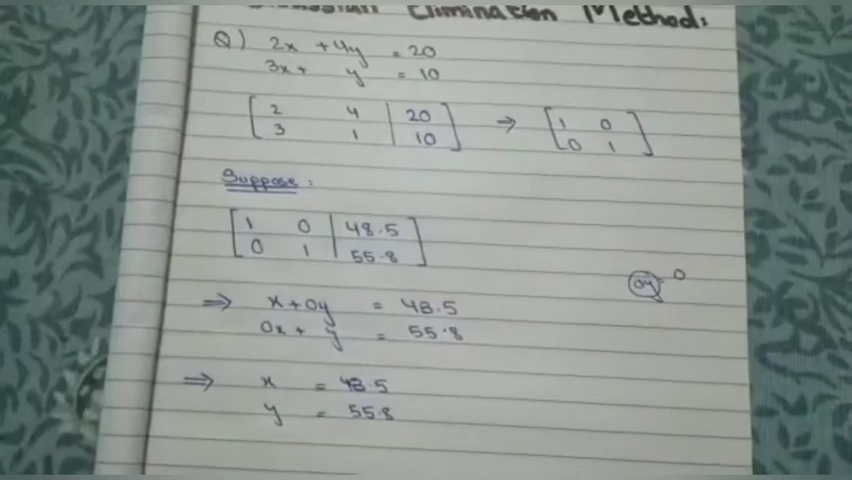 Elimination Method:
Q) 2x + 4y = 20
3x + y = 10
[ 2 4 | 20 ] → [ 1 0 ]
[ 3 1 | 10 ] [ 0 1 ]
Suppose:
[ 1 0 | 48.5 ]
[ 0 1 | 55.8 ]
0y 0
⇒ x + 0y = 48.5
0x + y = 55.8
⇒ x = 48.5
y = 55.8